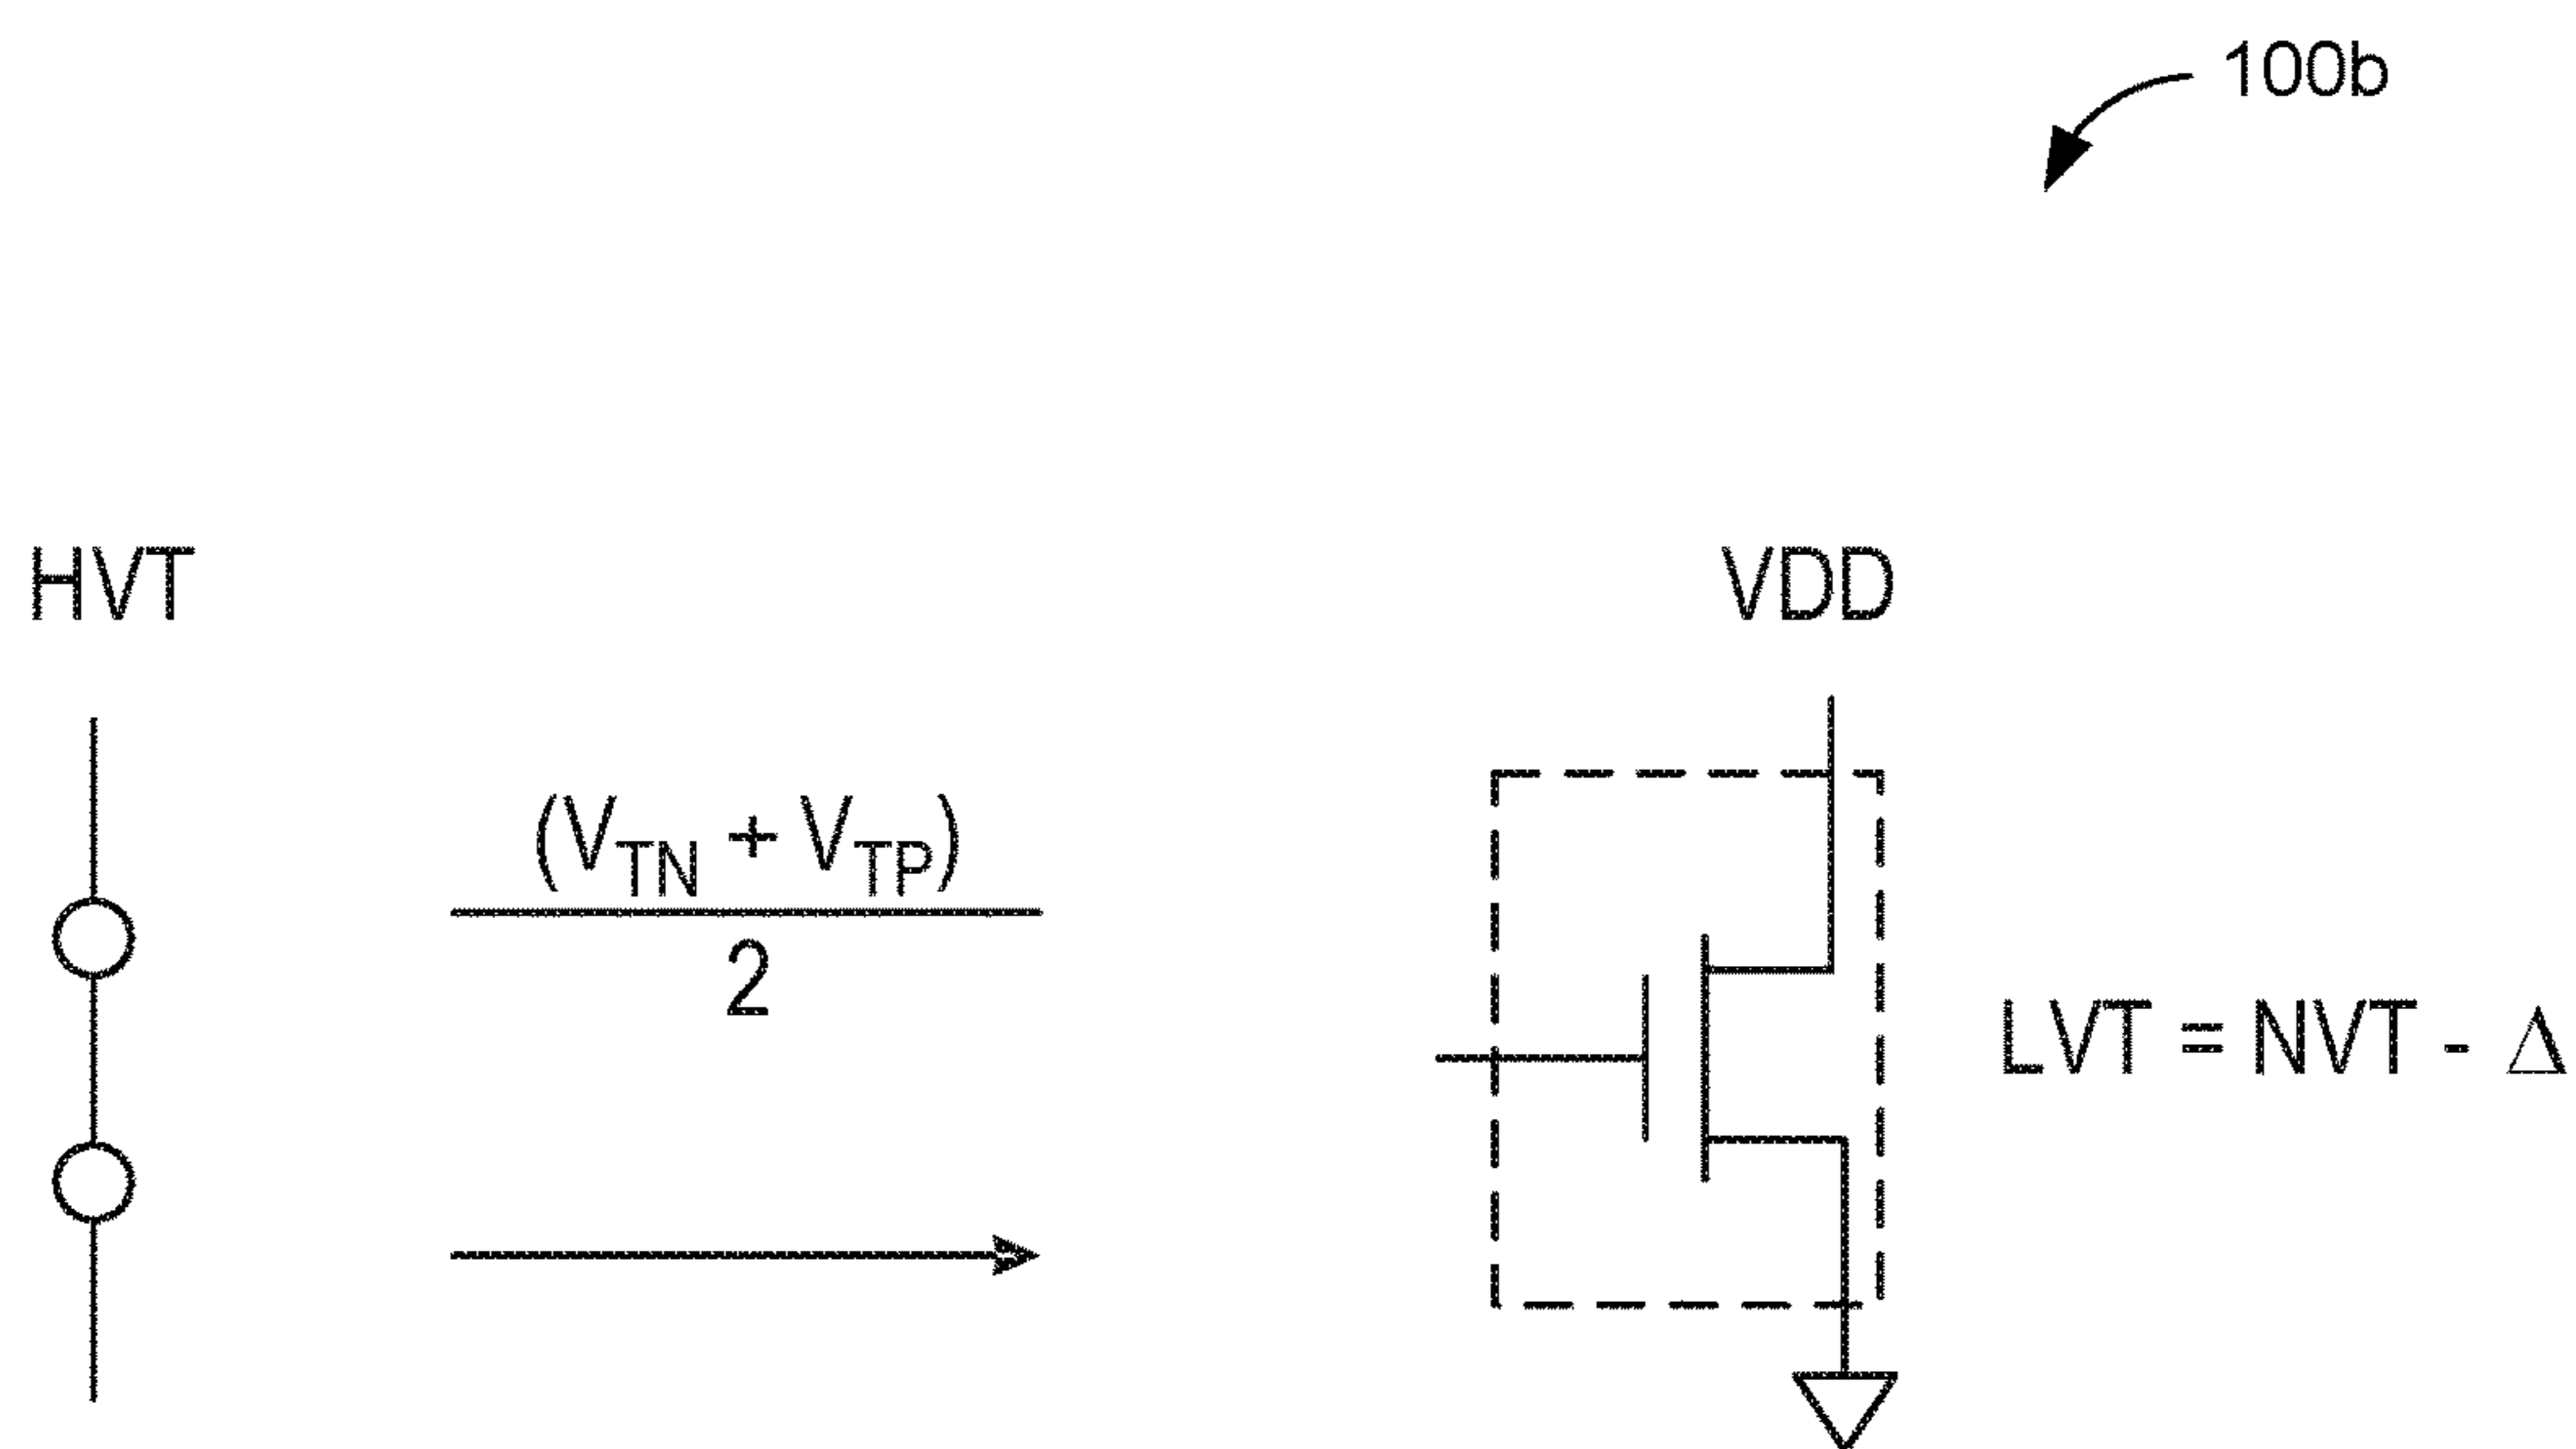 100b
HVT
VDD
(VTN + VTP)
2
LVT = NVT - Δ